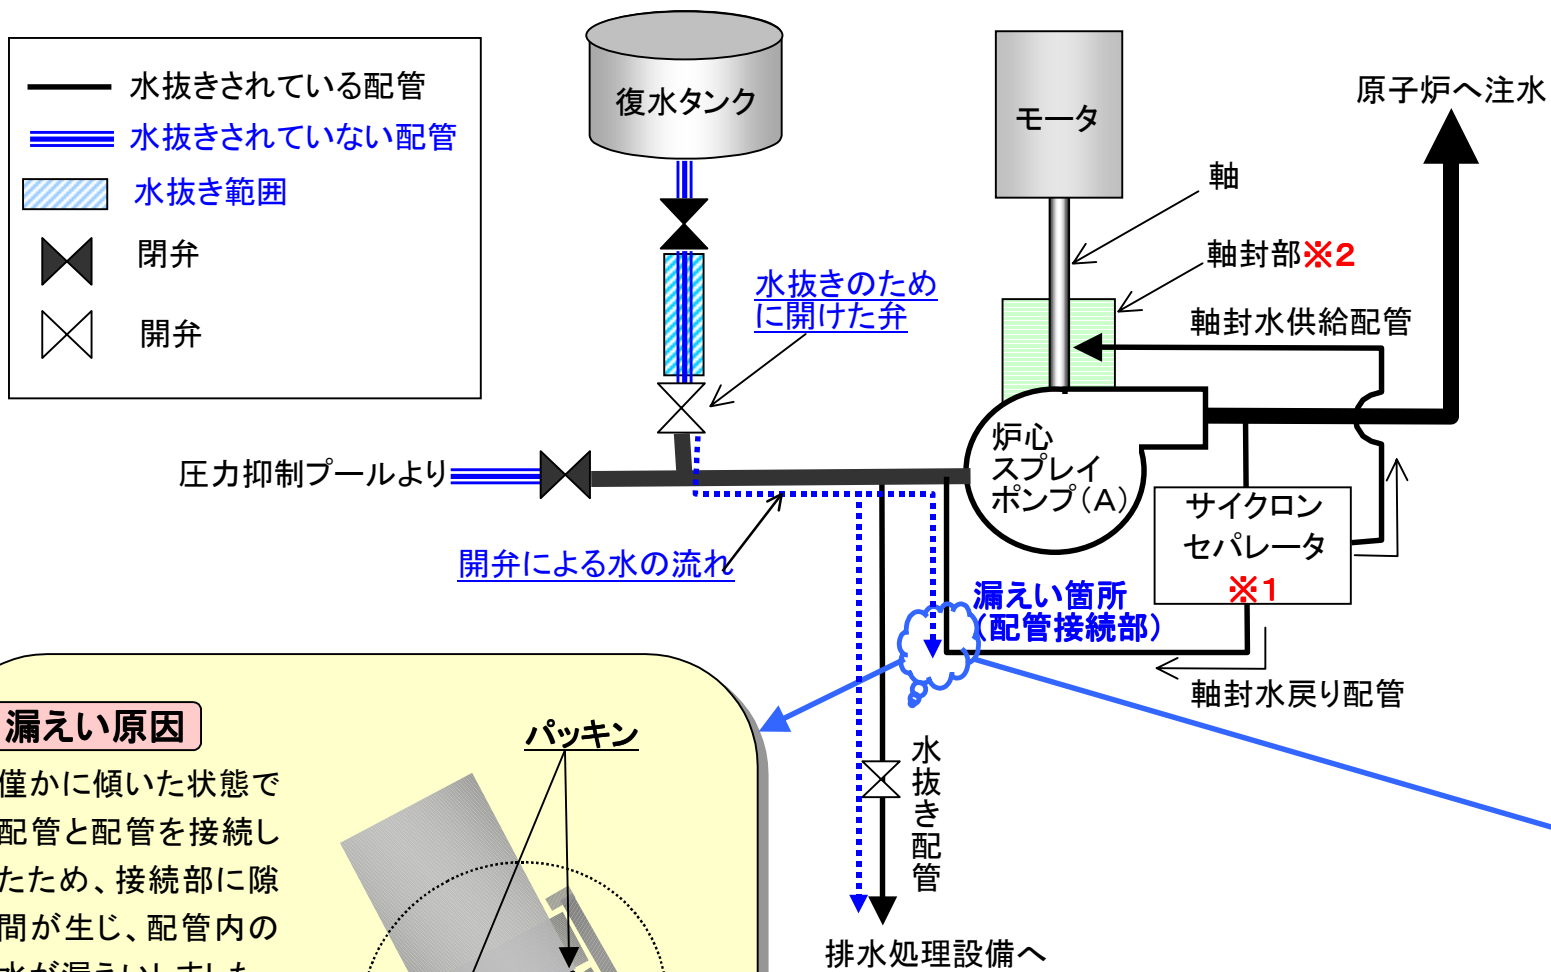 水抜きされている配管
水抜きされていない配管
水抜き範囲
閉弁
開弁
復水タンク
モータ
原子炉へ注水
軸
軸封部※2
軸封水供給配管
水抜きのため
に開けた弁
圧力抑制プールより
炉心
スプレイ
ポンプ(A)
サイクロン
セパレータ
※1
開弁による水の流れ
漏えい箇所
(配管接続部)
軸封水戻り配管
水抜き配管
排水処理設備へ
漏えい原因
僅かに傾いた状態で
配管と配管を接続し
たため、接続部に隙
間が生じ、配管内の
水が漏えいしました
パッキン